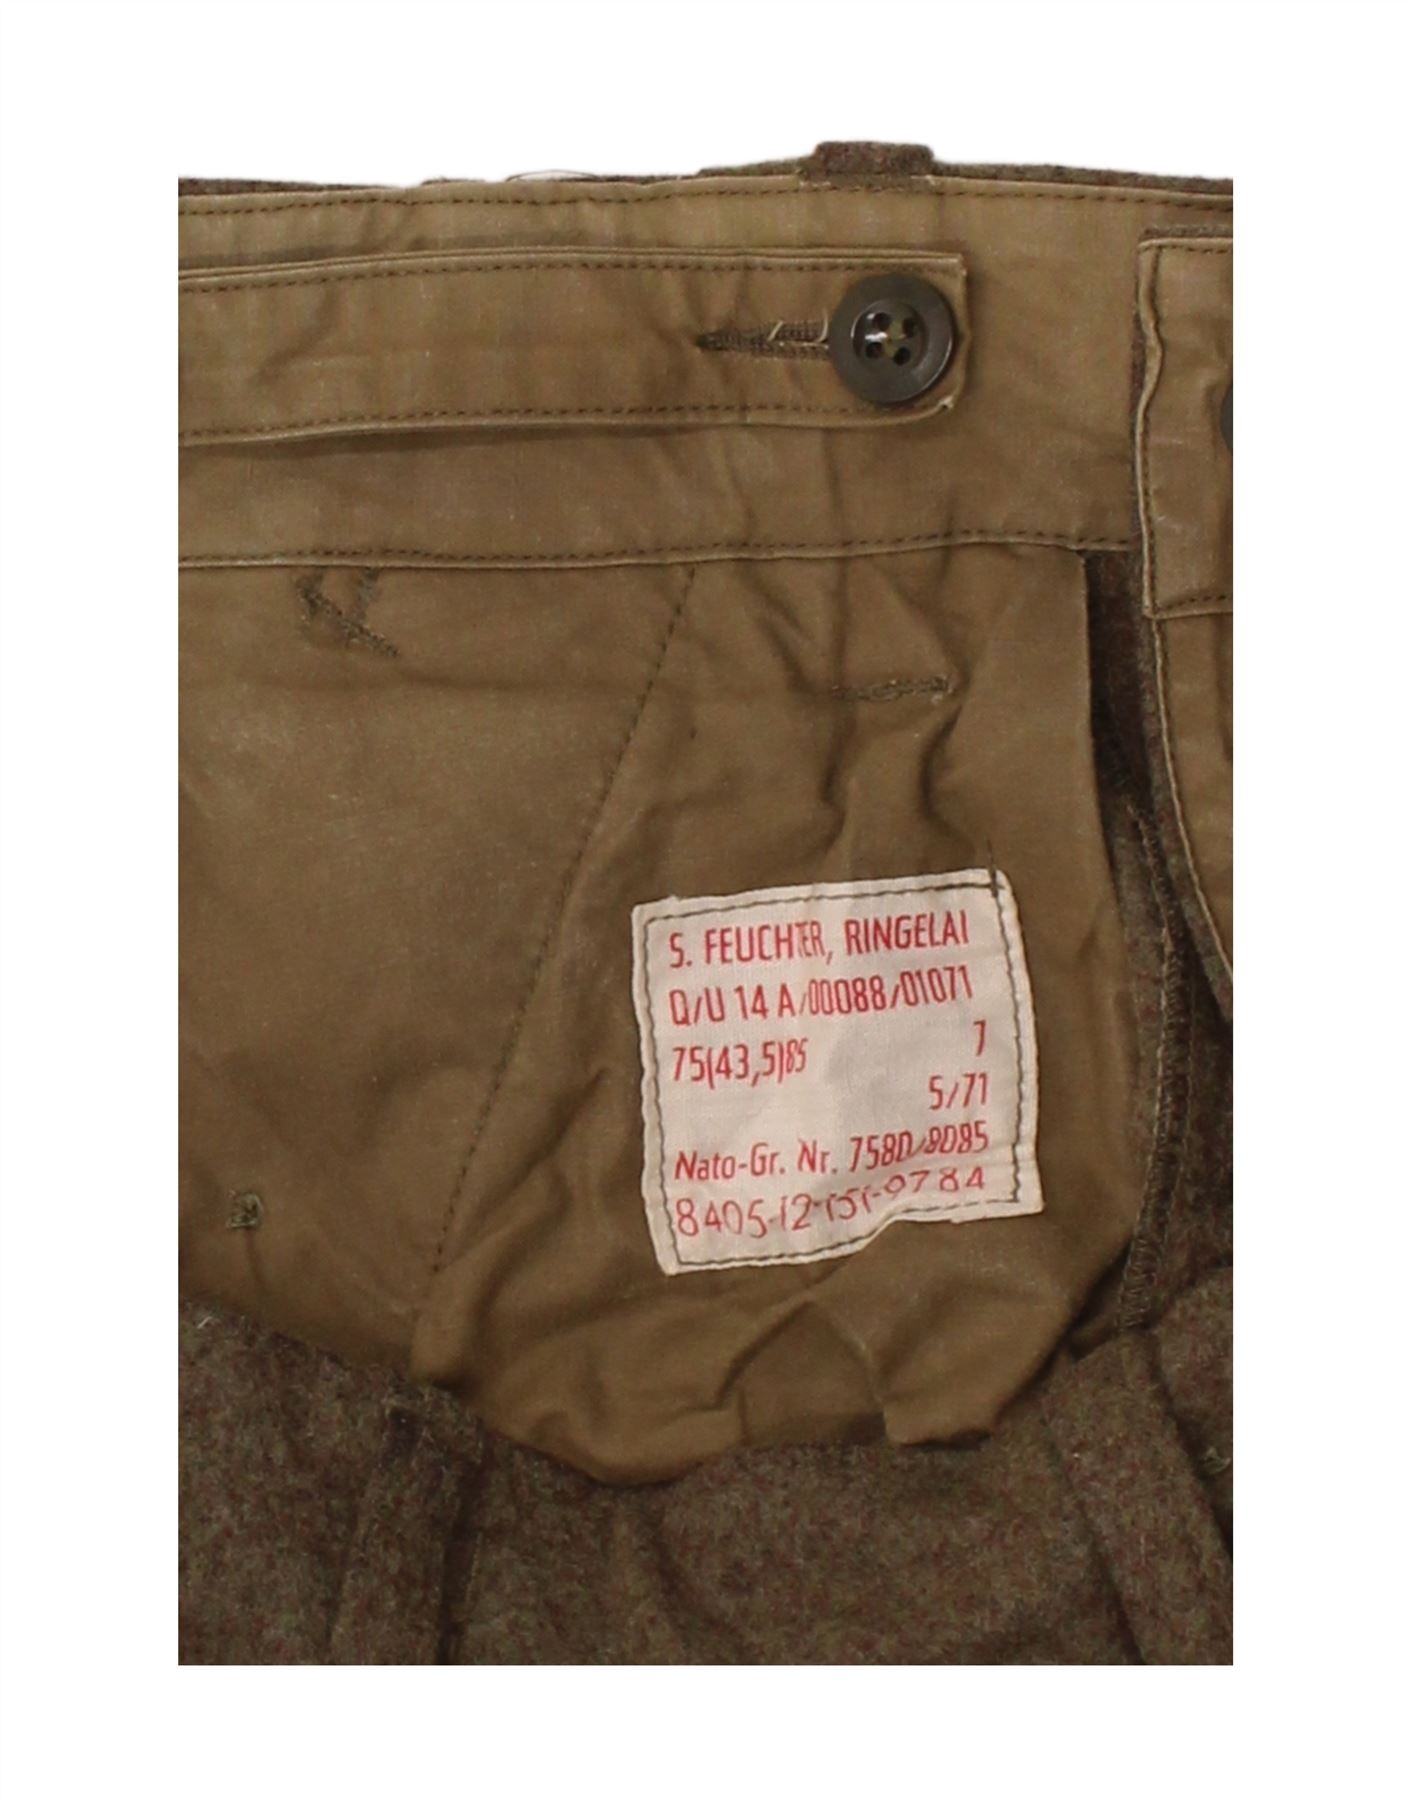 S. FEUCHTER, RINGELAI
Q/U 14 A/00088/01071
75(43,5)85 7
5/71
Nato-Gr. Nr. 7580/8085
8405-12-151-9784